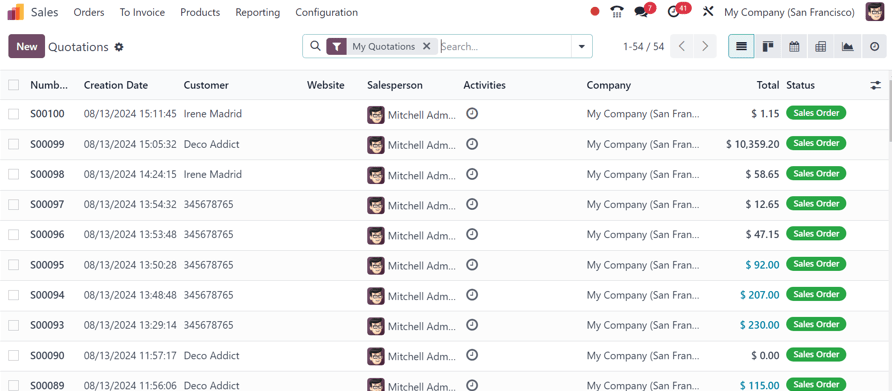 Sales Orders To Invoice Products Reporting Configuration 7 41 My Company (San Francisco)
New Quotations My Quotations Search... 1-54 / 54
Numb... Creation Date Customer Website Salesperson Activities Company Total Status
S00100 08/13/2024 15:11:45 Irene Madrid Mitchell Adm... My Company (San Fran... $ 1.15 Sales Order
S00099 08/13/2024 15:05:32 Deco Addict Mitchell Adm... My Company (San Fran... $ 10,359.20 Sales Order
S00098 08/13/2024 14:24:15 Irene Madrid Mitchell Adm... My Company (San Fran... $ 58.65 Sales Order
S00097 08/13/2024 13:54:32 345678765 Mitchell Adm... My Company (San Fran... $ 12.65 Sales Order
S00096 08/13/2024 13:53:48 345678765 Mitchell Adm... My Company (San Fran... $ 47.15 Sales Order
S00095 08/13/2024 13:50:28 345678765 Mitchell Adm... My Company (San Fran... $ 92.00 Sales Order
S00094 08/13/2024 13:48:48 345678765 Mitchell Adm... My Company (San Fran... $ 207.00 Sales Order
S00093 08/13/2024 13:29:14 345678765 Mitchell Adm... My Company (San Fran... $ 230.00 Sales Order
S00090 08/13/2024 11:57:17 Deco Addict Mitchell Adm... My Company (San Fran... $ 0.00 Sales Order
S00089 08/13/2024 11:56:06 Deco Addict Mitchell Adm... My Company (San Fran... $ 115.00 Sales Order